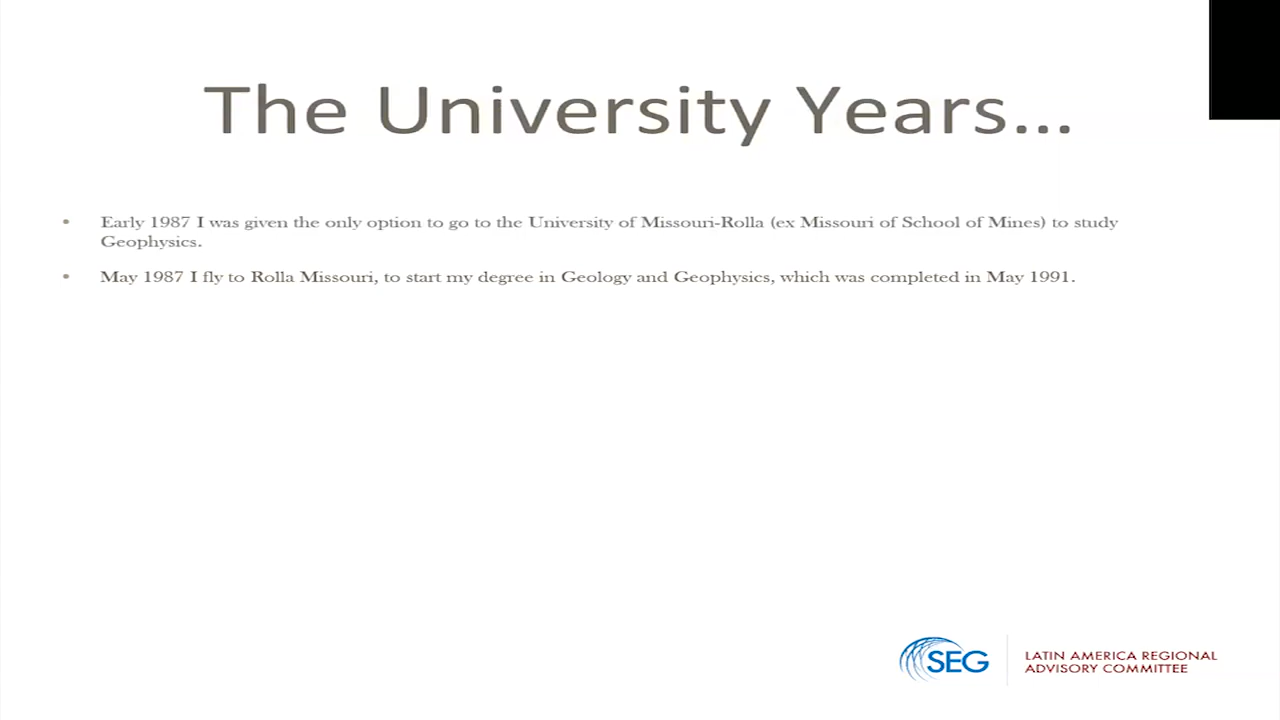 The University Years...
• Early 1987 I was given the only option to go to the University of Missouri-Rolla (ex Missouri of School of Mines) to study
Geophysics.
• May 1987 I fly to Rolla Missouri, to start my degree in Geology and Geophysics, which was completed in May 1991.
SEG
LATIN AMERICA REGIONAL
ADVISORY COMMITTEE